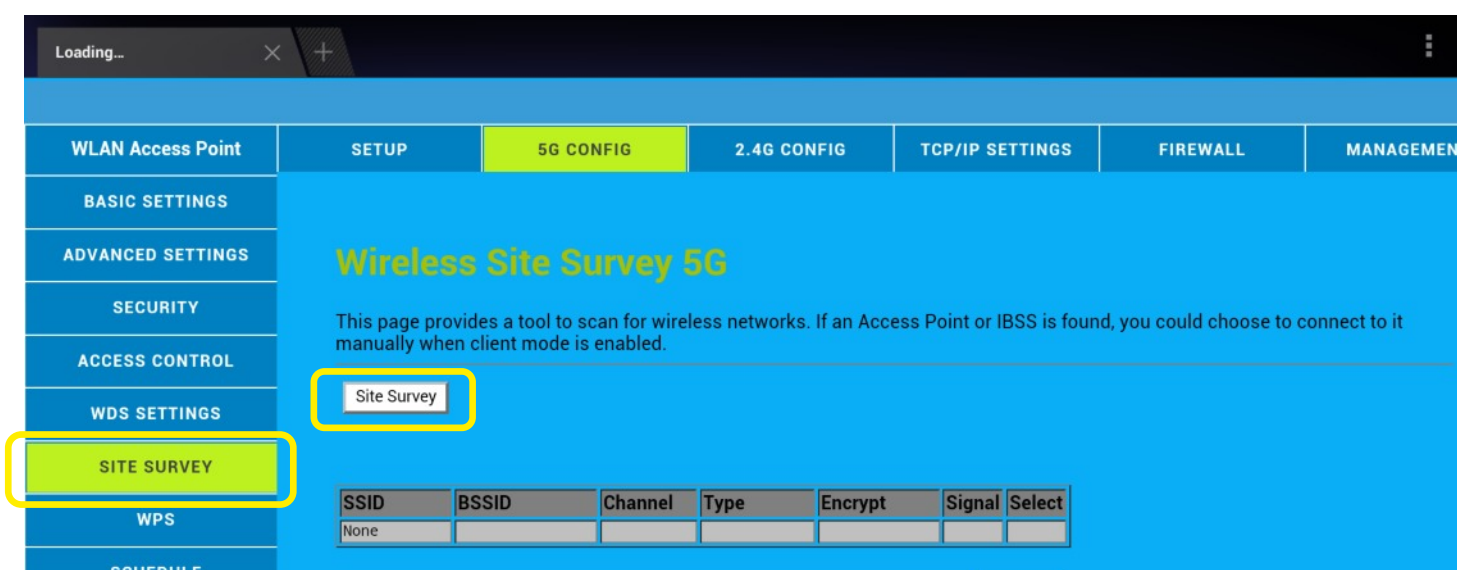 Loading...
WLAN Access Point
SETUP
5G CONFIG
2.4G CONFIG
TCP/IP SETTINGS
FIREWALL
MANAGEMEN
BASIC SETTINGS
ADVANCED SETTINGS
SECURITY
ACCESS CONTROL
WDS SETTINGS
SITE SURVEY
WPS
SCHEDULE
Wireless Site Survey 5G
This page provides a tool to scan for wireless networks. If an Access Point or IBSS is found, you could choose to connect to it
manually when client mode is enabled.
Site Survey
SSID BSSID Channel Type Encrypt Signal Select
None